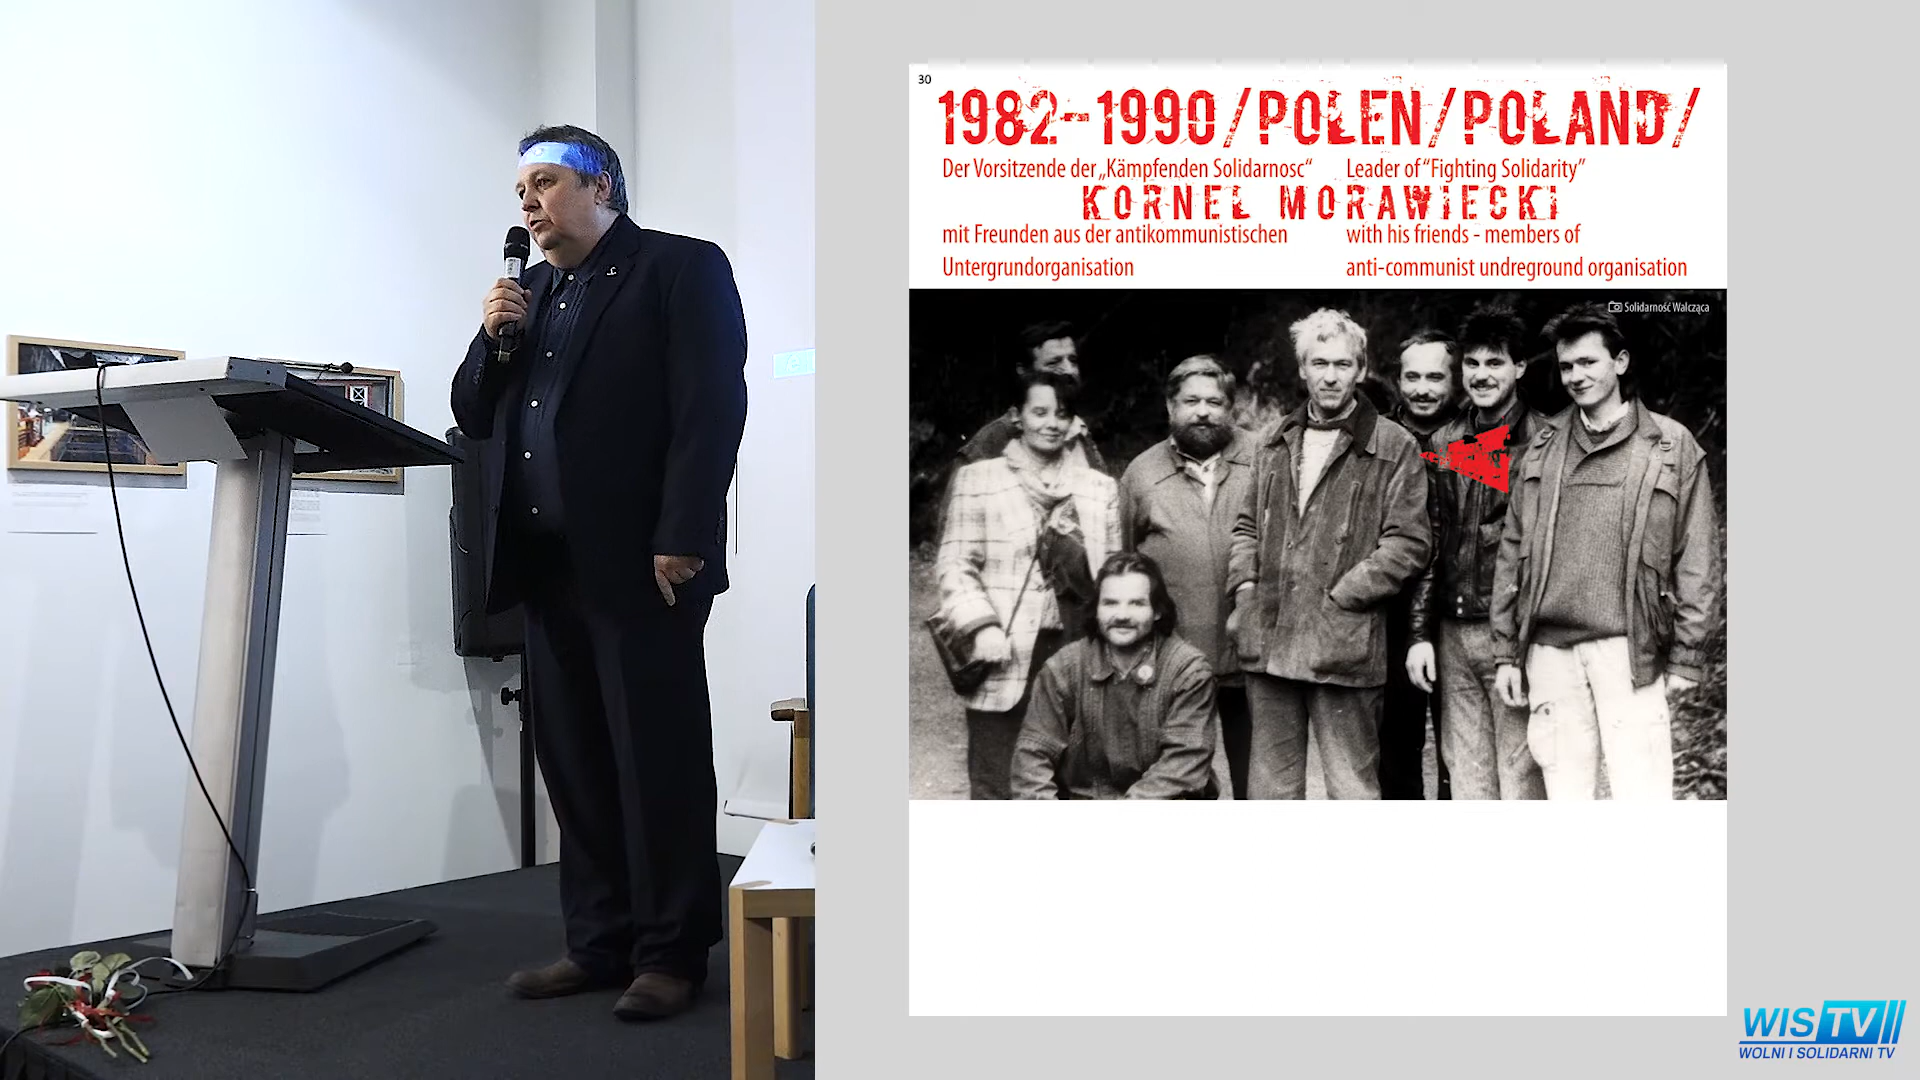 30
1982-1990/POLEN/POLAND/
Der Vorsitzende der „Kämpfenden Solidarnosc“
Leader of “Fighting Solidarity”
KORNEL MORAWIECKI
mit Freunden aus der antikommunistischen
Untergrundorganisation
with his friends - members of
anti-communist undreground organisation
Solidarność Walcząca
WIS TV
WOLNI I SOLIDARNI TV